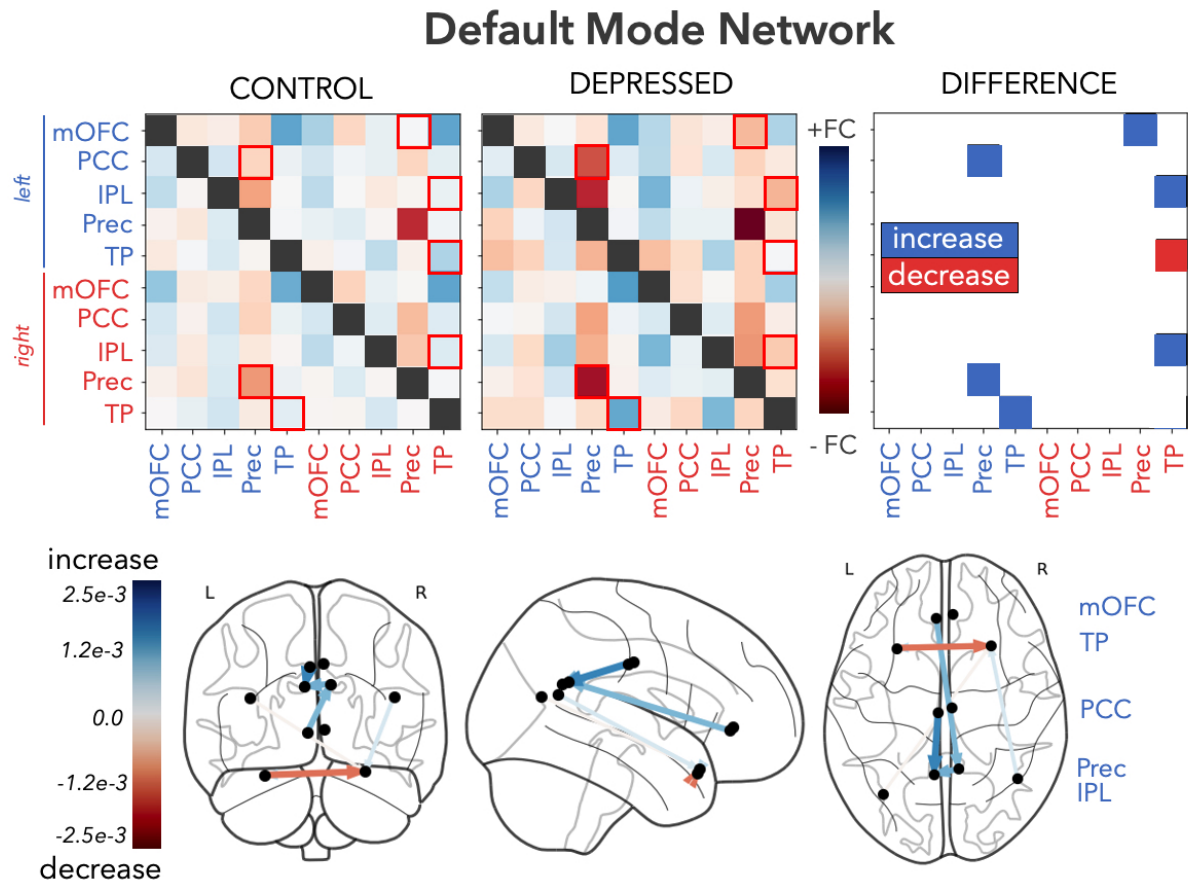 Default Mode Network
CONTROL
DEPRESSED
DIFFERENCE
left
right
mOFC
PCC
IPL
Prec
TP
mOFC
PCC
IPL
Prec
TP
+FC
- FC
increase
decrease
mOFC
PCC
IPL
Prec
TP
mOFC
PCC
IPL
Prec
TP
mOFC
PCC
IPL
Prec
TP
mOFC
PCC
IPL
Prec
TP
mOFC
PCC
IPL
Prec
TP
mOFC
PCC
IPL
Prec
TP
increase
2.5e-3
1.2e-3
0.0
-1.2e-3
-2.5e-3
decrease
L
R
L
R
mOFC
TP
PCC
Prec
IPL